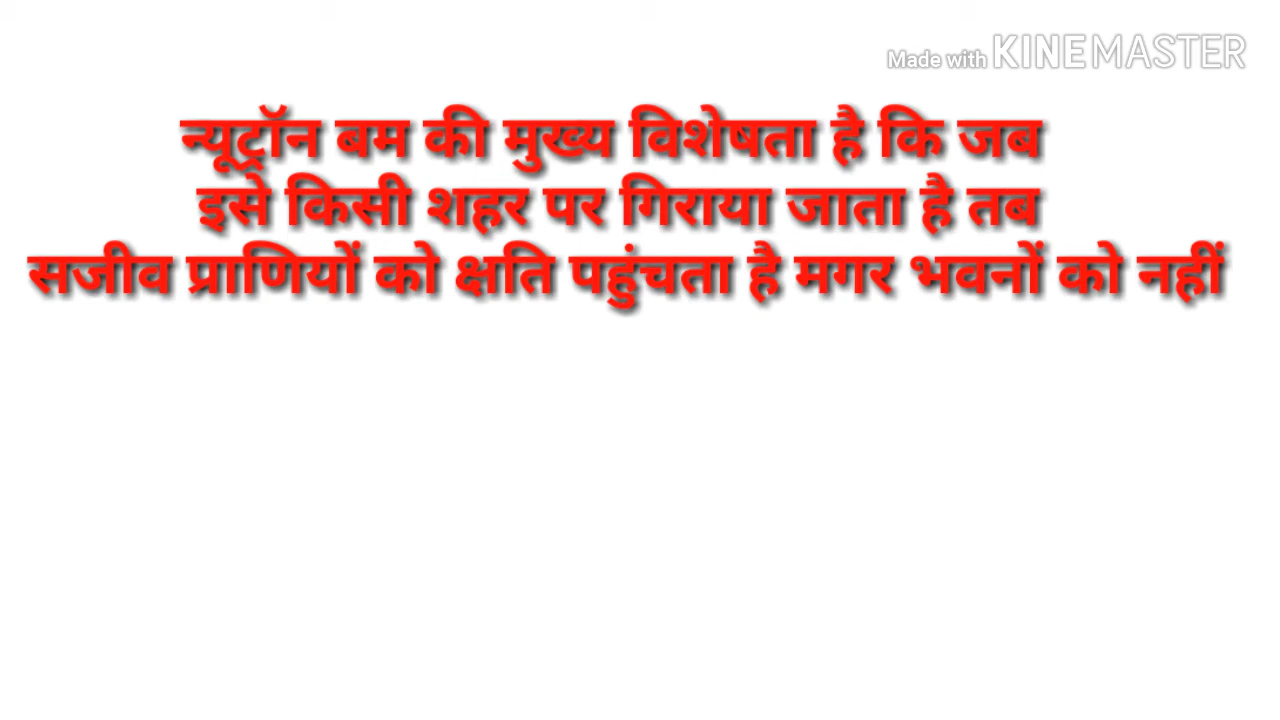 Made with KINEMASTER
न्यूट्रॉन बम की मुख्य विशेषता है कि जब
इसे किसी शहर पर गिराया जाता है तब
सजीव प्राणियों को क्षति पहुंचता है मगर भवनों को नहीं